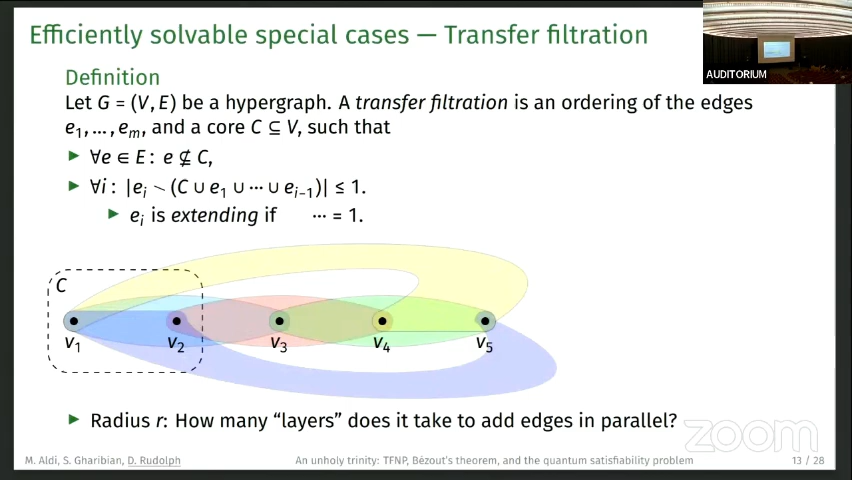 Efficiently solvable special cases — Transfer filtration
AUDITORIUM
Definition
Let G = (V, E) be a hypergraph. A transfer filtration is an ordering of the edges
e₁, …, eₘ, and a core C ⊆ V, such that
▶ ∀e ∈ E: e ⊈ C,
▶ ∀i: |eᵢ ∖ (C ∪ e₁ ∪ ⋯ ∪ eᵢ₋₁)| ≤ 1.
▶ eᵢ is extending if ⋯ = 1.
C
v₁ v₂ v₃ v₄ v₅
▶ Radius r: How many “layers” does it take to add edges in parallel?
zoom
M. Aldi, S. Gharibian, D. Rudolph An unholy trinity: TFNP, Bézout's theorem, and the quantum satisfiability problem 13 / 28